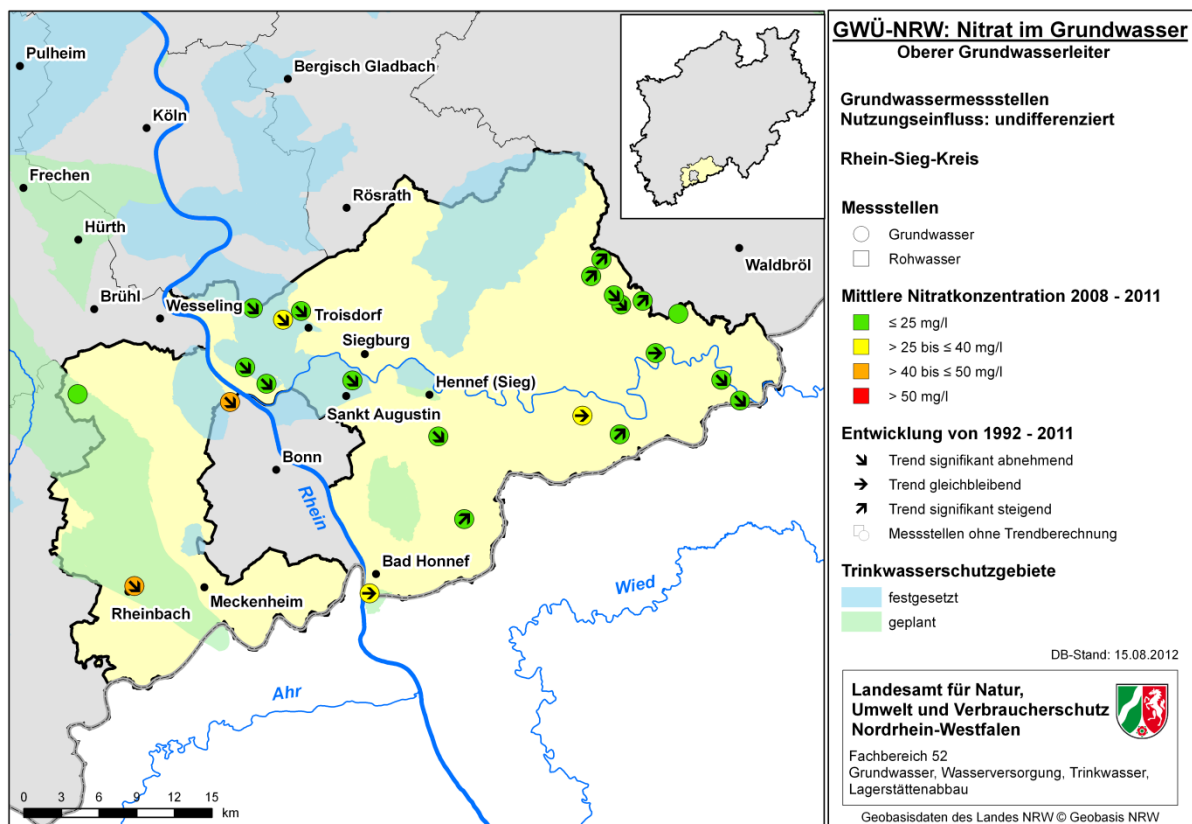 Pulheim
Bergisch Gladbach
Köln
Frechen
Rösrath
Hürth
Waldbröl
Brühl
Wesseling
Troisdorf
Siegburg
Hennef (Sieg)
Sankt Augustin
Bonn
Rhein
Bad Honnef
Wied
Rheinbach
Meckenheim
Ahr
0 3 6 9 12 15
km
GWÜ-NRW: Nitrat im Grundwasser
Oberer Grundwasserleiter
Grundwassermessstellen
Nutzungseinfluss: undifferenziert
Rhein-Sieg-Kreis
Messstellen
Grundwasser
Rohwasser
Mittlere Nitratkonzentration 2008 - 2011
≤ 25 mg/l
> 25 bis ≤ 40 mg/l
> 40 bis ≤ 50 mg/l
> 50 mg/l
Entwicklung von 1992 - 2011
Trend signifikant abnehmend
Trend gleichbleibend
Trend signifikant steigend
Messstellen ohne Trendberechnung
Trinkwasserschutzgebiete
festgesetzt
geplant
DB-Stand: 15.08.2012
Landesamt für Natur,
Umwelt und Verbraucherschutz
Nordrhein-Westfalen
Fachbereich 52
Grundwasser, Wasserversorgung, Trinkwasser,
Lagerstättenabbau
Geobasisdaten des Landes NRW © Geobasis NRW